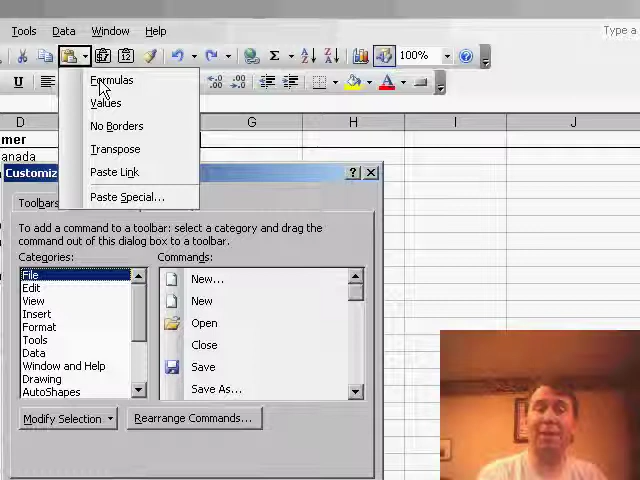 Tools Data Window Help Type a
12 Σ A Z Z A 100% ?
U .00 .00 A
Formulas
Values
No Borders
Transpose
Paste Link
Paste Special...
D G H I J
mer
anada
Customiz ? X
Toolbars
To add a command to a toolbar: select a category and drag the
command out of this dialog box to a toolbar.
Categories: Commands:
File New...
Edit New
View Open
Insert Close
Format Save
Tools Save As...
Data
Window and Help
Drawing
AutoShapes
Modify Selection Rearrange Commands...